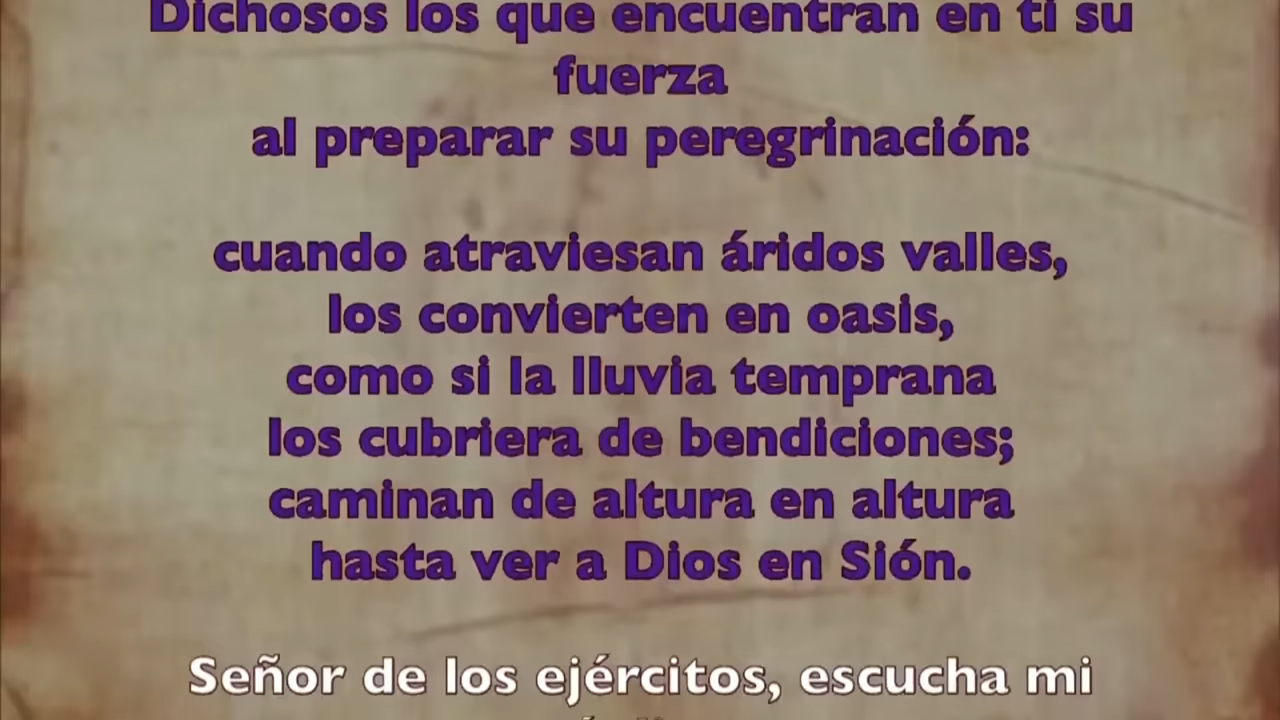 Dichosos los que encuentran en ti su
fuerza
al preparar su peregrinación:
cuando atraviesan áridos valles,
los convierten en oasis,
como si la lluvia temprana
los cubriera de bendiciones;
caminan de altura en altura
hasta ver a Dios en Sión.
Señor de los ejércitos, escucha mi